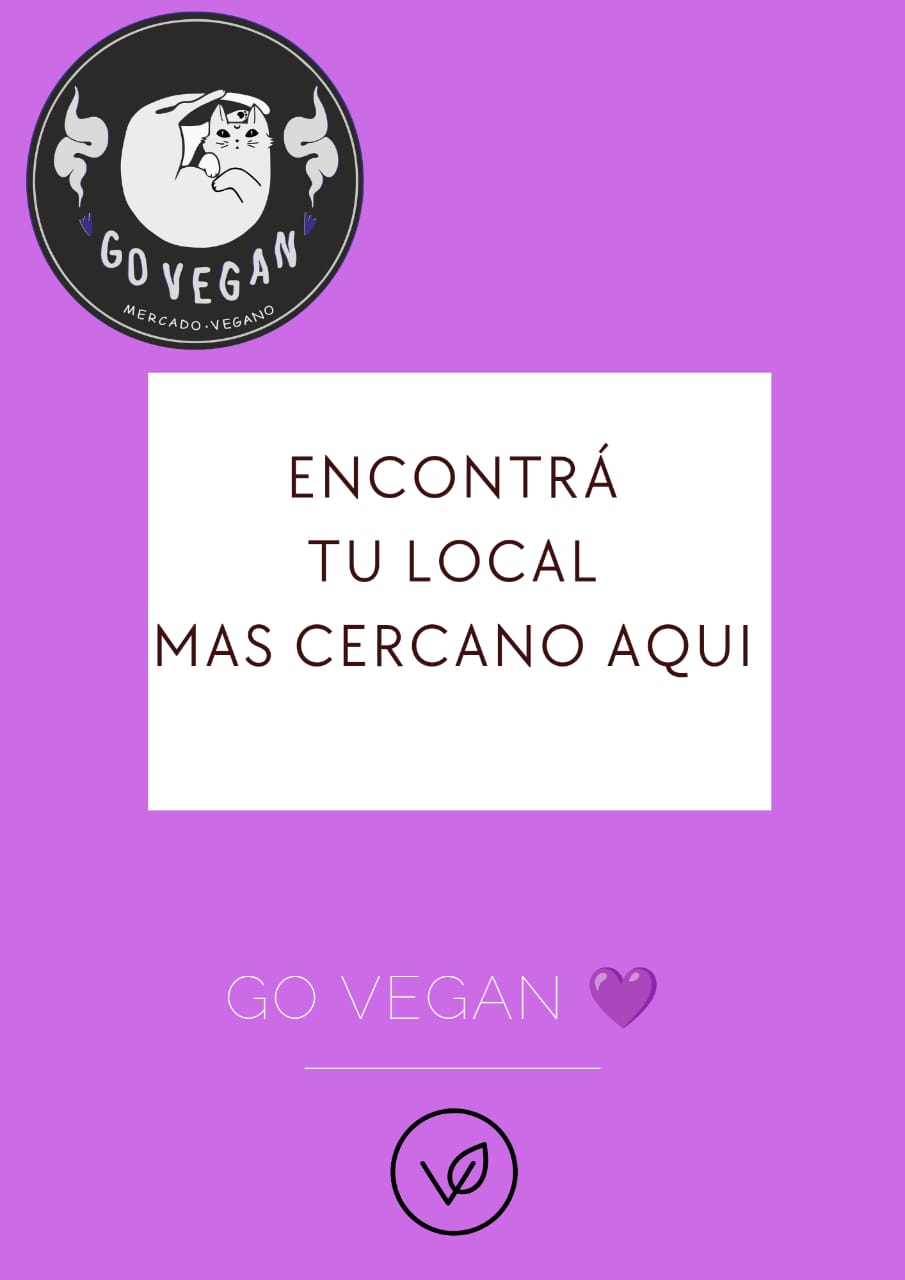 GO VEGAN
MERCADO·VEGANO
ENCONTRÁ
TU LOCAL
MAS CERCANO AQUI
GO VEGAN 💜